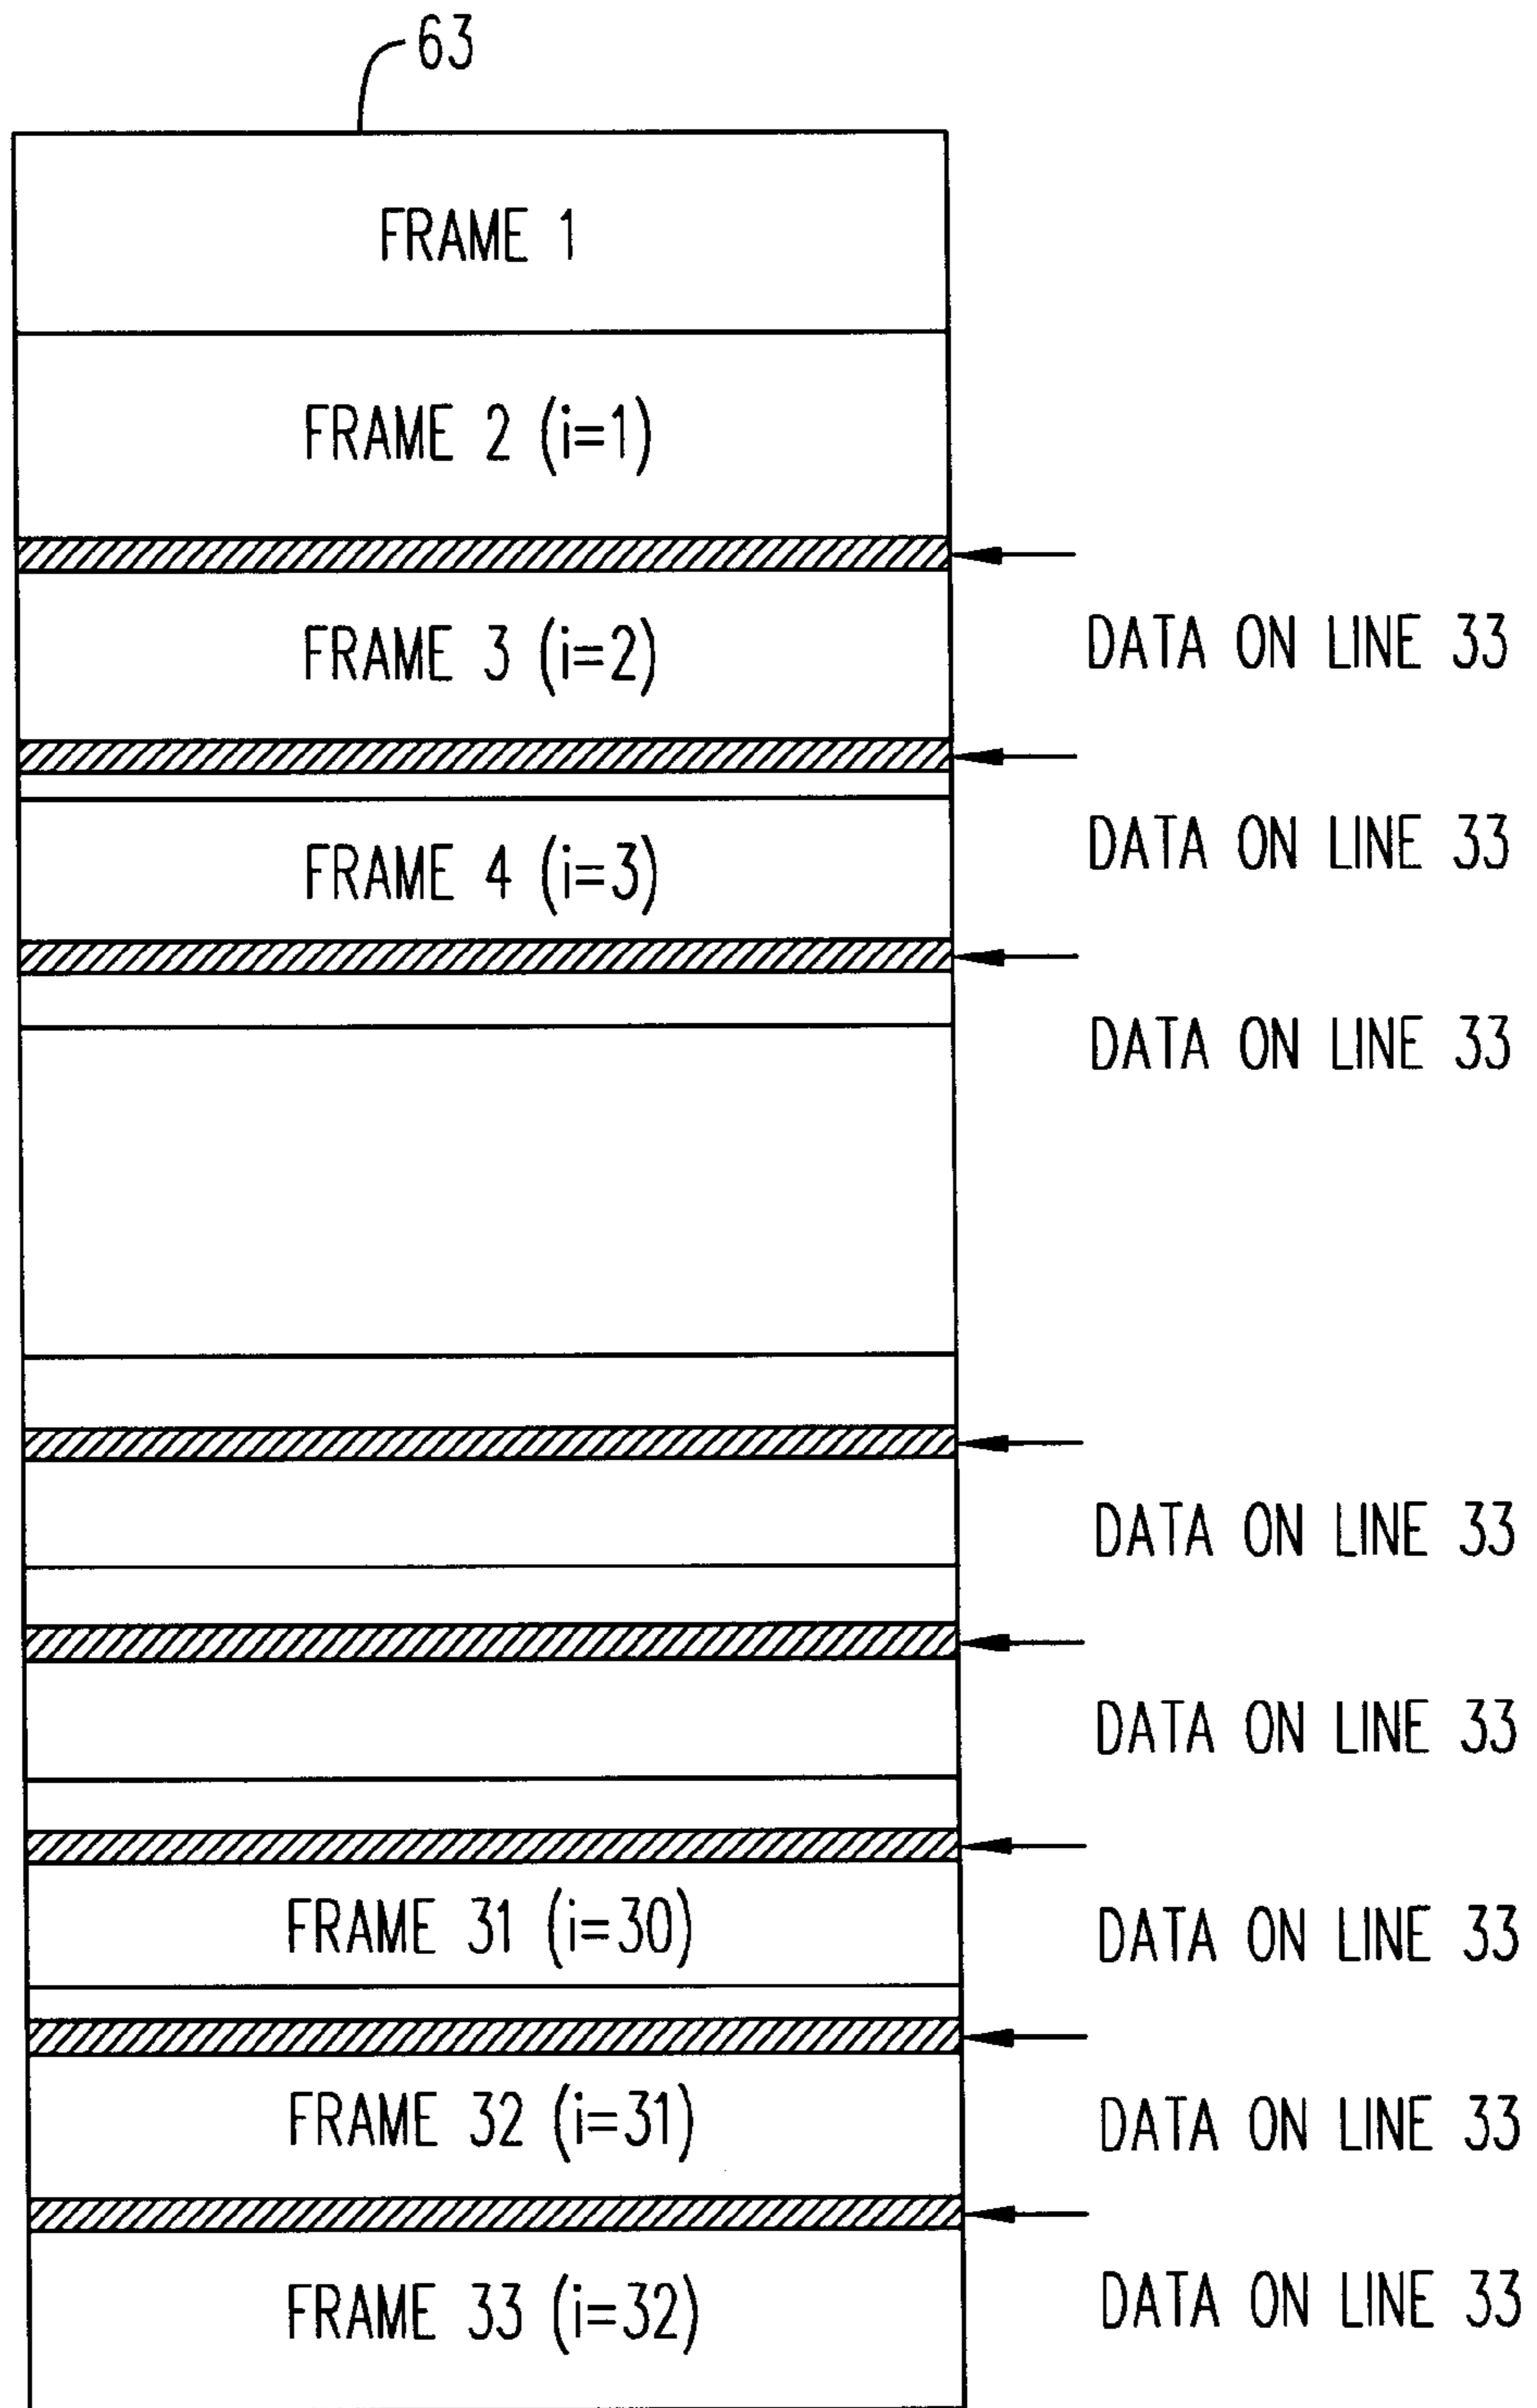 63
FRAME 1
FRAME 2 (i=1)
FRAME 3 (i=2)
DATA ON LINE 33
DATA ON LINE 33
FRAME 4 (i=3)
DATA ON LINE 33
DATA ON LINE 33
DATA ON LINE 33
FRAME 31 (i=30)
DATA ON LINE 33
FRAME 32 (i=31)
DATA ON LINE 33
FRAME 33 (i=32)
DATA ON LINE 33